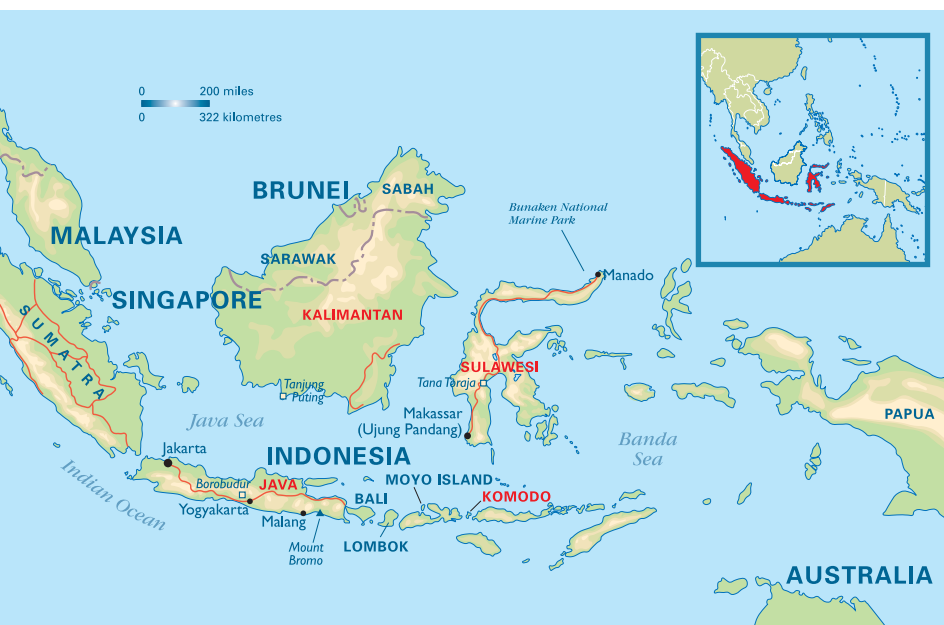 0 200 miles
0 322 kilometres
BRUNEI
SABAH
Bunaken National
Marine Park
MALAYSIA
SARAWAK
Manado
SINGAPORE
KALIMANTAN
SUMATRA
SULAWESI
Tana Toraja
Tanjung
Puting
PAPUA
Java Sea
Makassar
(Ujung Pandang)
Banda
Sea
Jakarta
INDONESIA
Indian Ocean
Borobudur
JAVA
MOYO ISLAND
BALI
KOMODO
Yogyakarta
Malang
LOMBOK
Mount
Bromo
AUSTRALIA